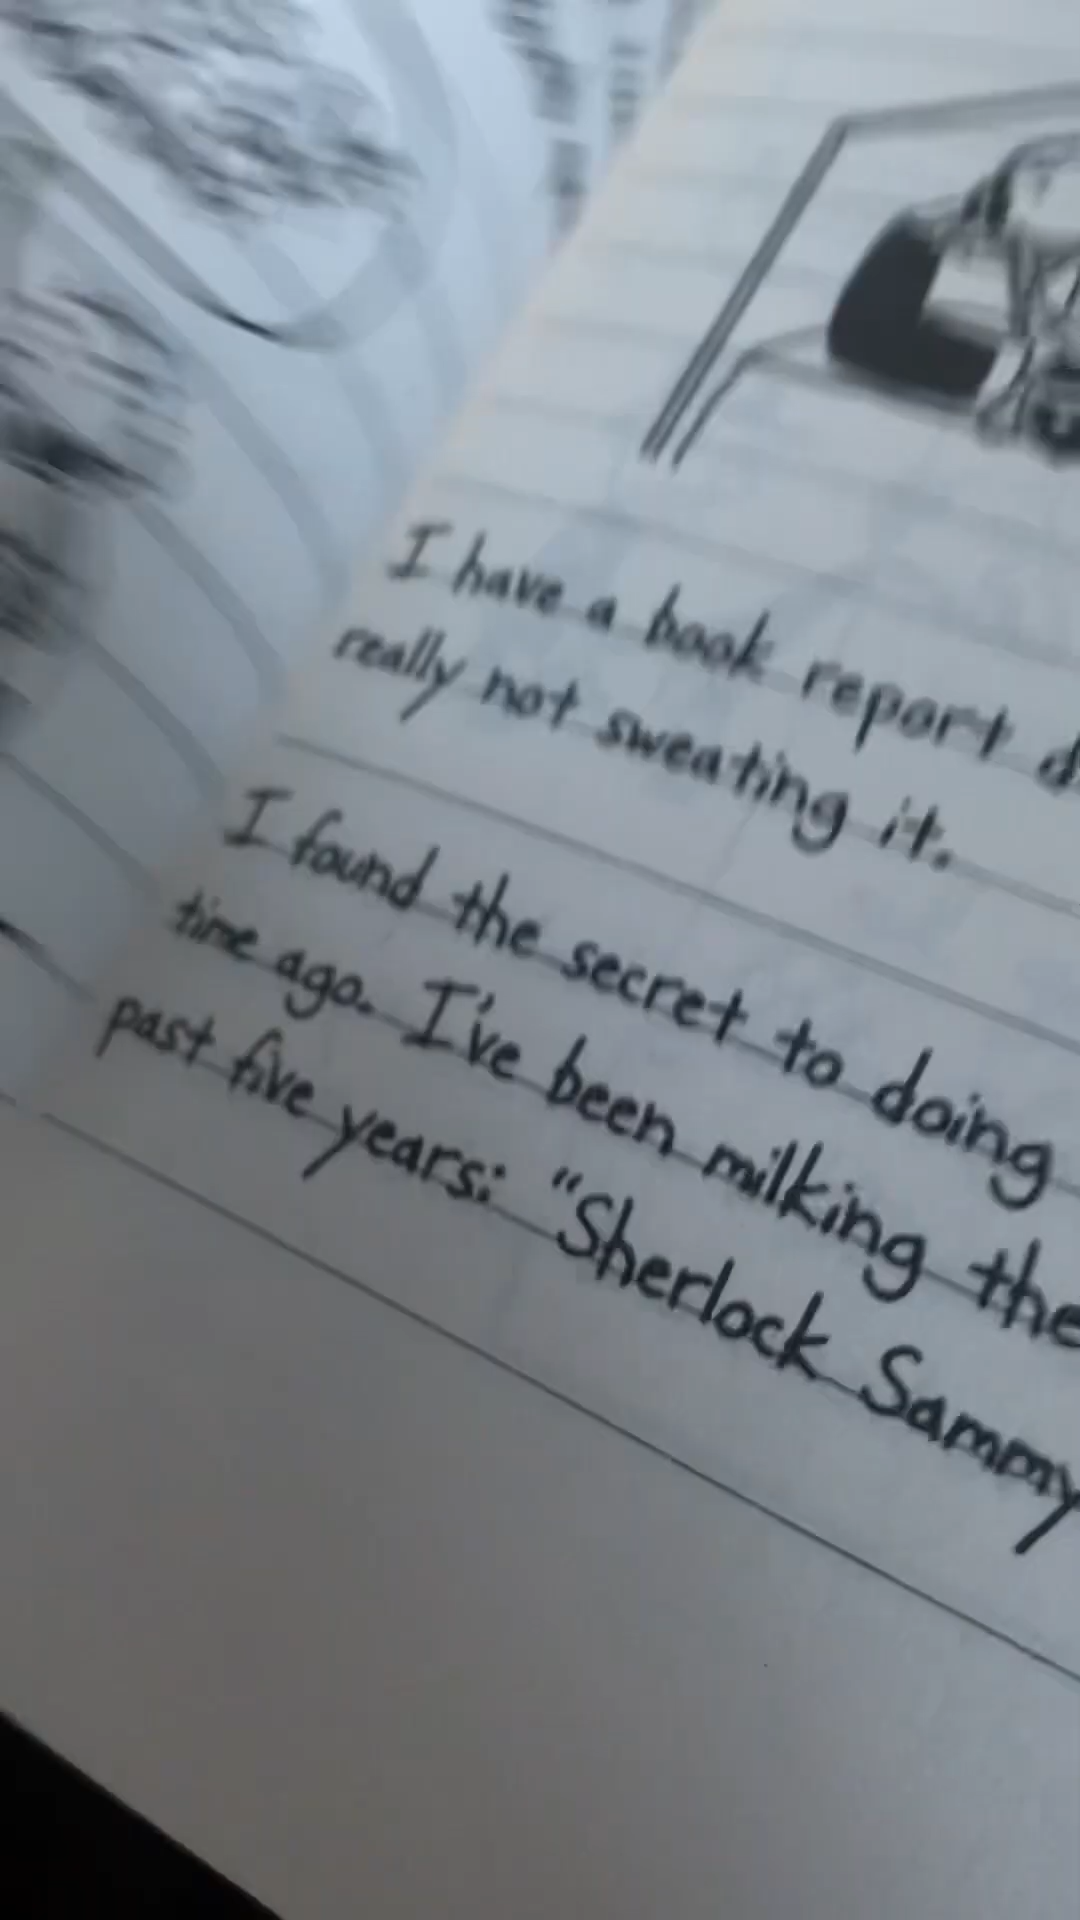 I have a book report
really not sweating it.
I found the secret to doing
time ago. I've been milking the
past five years: "Sherlock Sammy